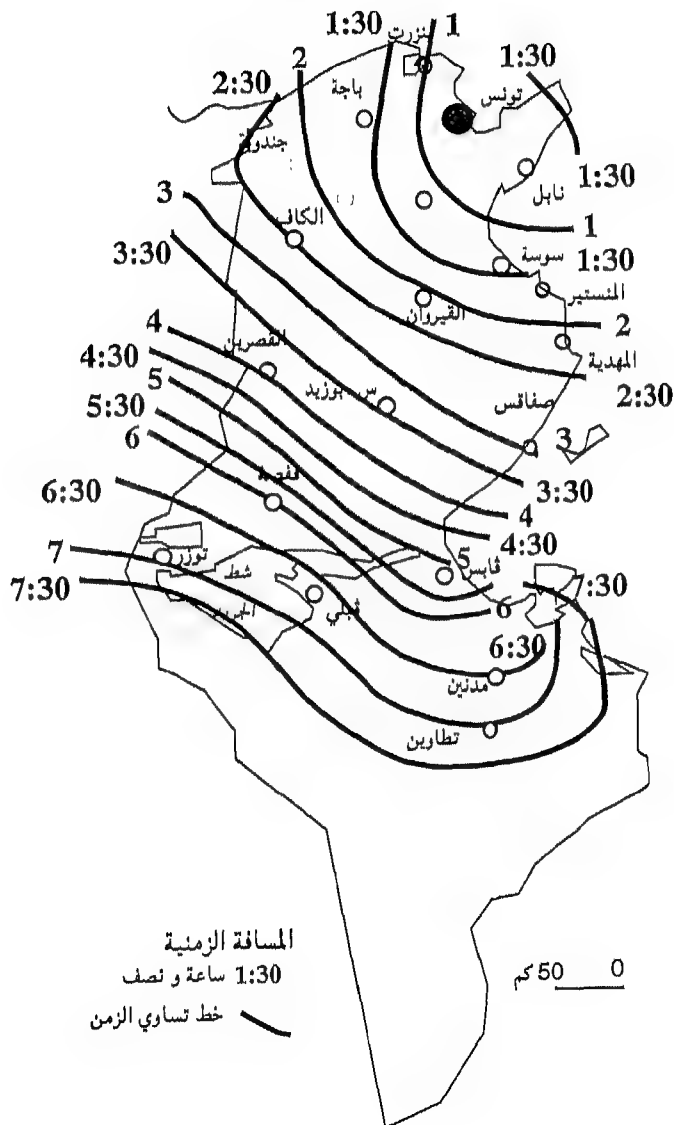 1:30
بنزرت
1
2
1:30
2:30
باجة
تونس
جندوبة
نابل
1:30
3
الكاف
1
3:30
سوسة
1:30
المنستير
القيروان
2
4
القصرين
المهدية
4:30
5
س. بوزيد
صفاقس
2:30
5:30
3
6
قفصة
3:30
6:30
4
4:30
7
توزر
شط
5
قابس
7:30
7:30
الجريد
قبلي
6
6:30
مدنين
تطاوين
المسافة الزمنية
1:30 ساعة و نصف
خط تساوي الزمن
0 50 كم